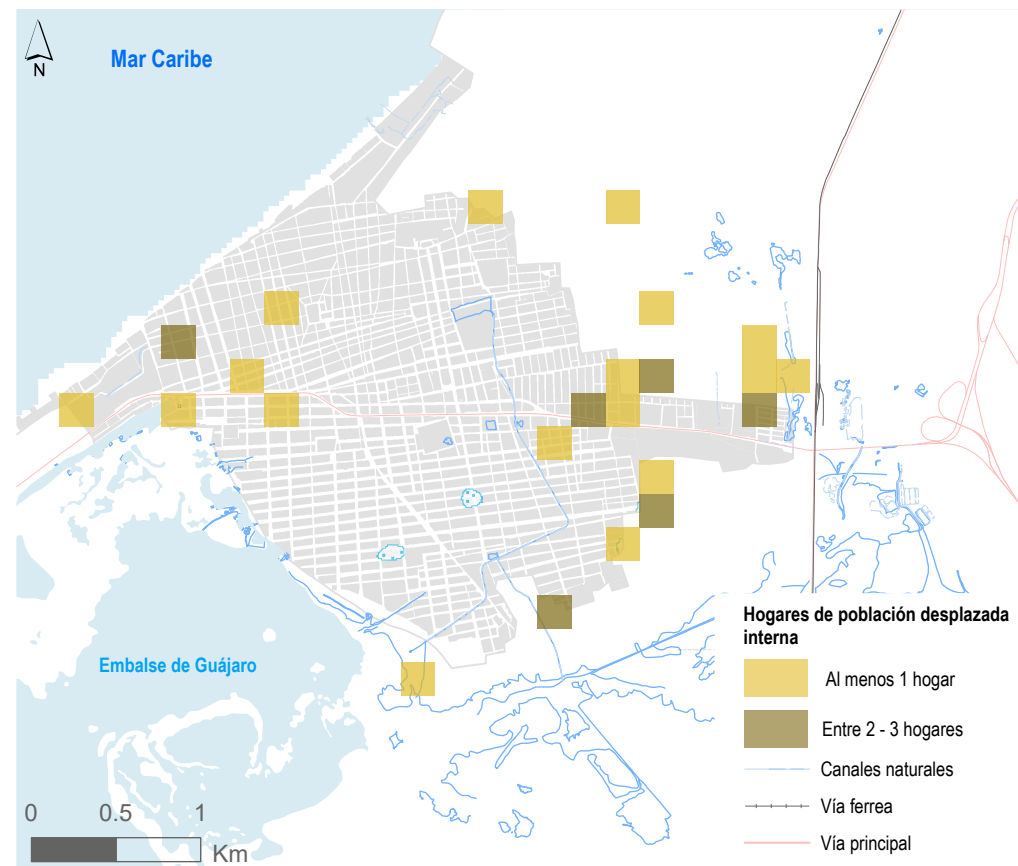 Mar Caribe
N
Embalse de Guájaro
Hogares de población desplazada
interna
Al menos 1 hogar
Entre 2 - 3 hogares
Canales naturales
Vía ferrea
Vía principal
0 0.5 1
Km